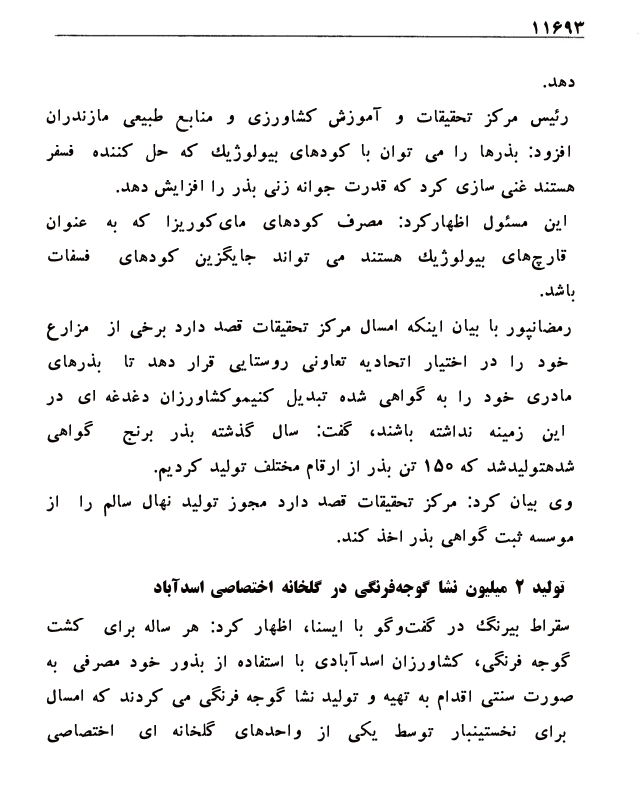 ۱۱۶۹۳
دهد.
رئیس مرکز تحقیقات و آموزش کشاورزی و منابع طبیعی مازندران
افزود: بذرها را می توان با کودهای بیولوژیك که حل کننده فسفر
هستند غنی سازی کرد که قدرت جوانه زنی بذر را افزایش دهد.
این مسئول اظهارکرد: مصرف کودهای مای‌کوریزا که به عنوان
قارچ‌های بیولوژیك هستند می تواند جایگزین کودهای فسفات
باشد.
رمضانپور با بیان اینکه امسال مرکز تحقیقات قصد دارد برخی از مزارع
خود را در اختیار اتحادیه تعاونی روستایی قرار دهد تا بذرهای
مادری خود را به گواهی شده تبدیل کنیموکشاورزان دغدغه ای در
این زمینه نداشته باشند، گفت: سال گذشته بذر برنج گواهی
شدهتولیدشد که ۱۵۰ تن بذر از ارقام مختلف تولید کردیم.
وی بیان کرد: مرکز تحقیقات قصد دارد مجوز تولید نهال سالم را از
موسسه ثبت گواهی بذر اخذ کند.
تولید ۲ میلیون نشا گوجه‌فرنگی در گلخانه اختصاصی اسدآباد
سقراط بیرنگ در گفت‌وگو با ایسنا، اظهار کرد: هر ساله برای کشت
گوجه فرنگی، کشاورزان اسدآبادی با استفاده از بذور خود مصرفی به
صورت سنتی اقدام به تهیه و تولید نشا گوجه فرنگی می کردند که امسال
برای نخستینبار توسط یکی از واحدهای گلخانه ای اختصاصی